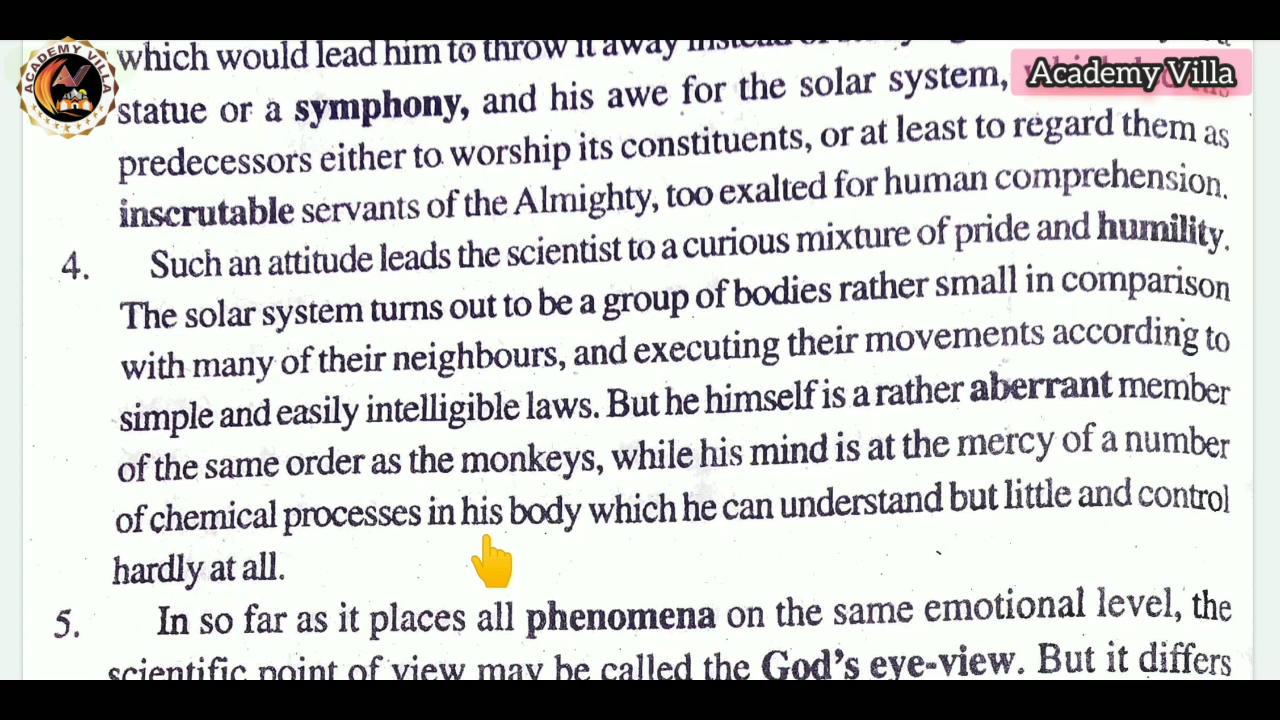 ACADEMY VILLA
Academy Villa
which would lead him to throw it away instead of
statue or a symphony, and his awe for the solar system,
predecessors either to worship its constituents, or at least to regard them as
inscrutable servants of the Almighty, too exalted for human comprehension.
4. Such an attitude leads the scientist to a curious mixture of pride and humility.
The solar system turns out to be a group of bodies rather small in comparison
with many of their neighbours, and executing their movements according to
simple and easily intelligible laws. But he himself is a rather aberrant member
of the same order as the monkeys, while his mind is at the mercy of a number
of chemical processes in his body which he can understand but little and control
hardly at all.
5. In so far as it places all phenomena on the same emotional level, the
scientific point of view may be called the God's eye-view. But it differs